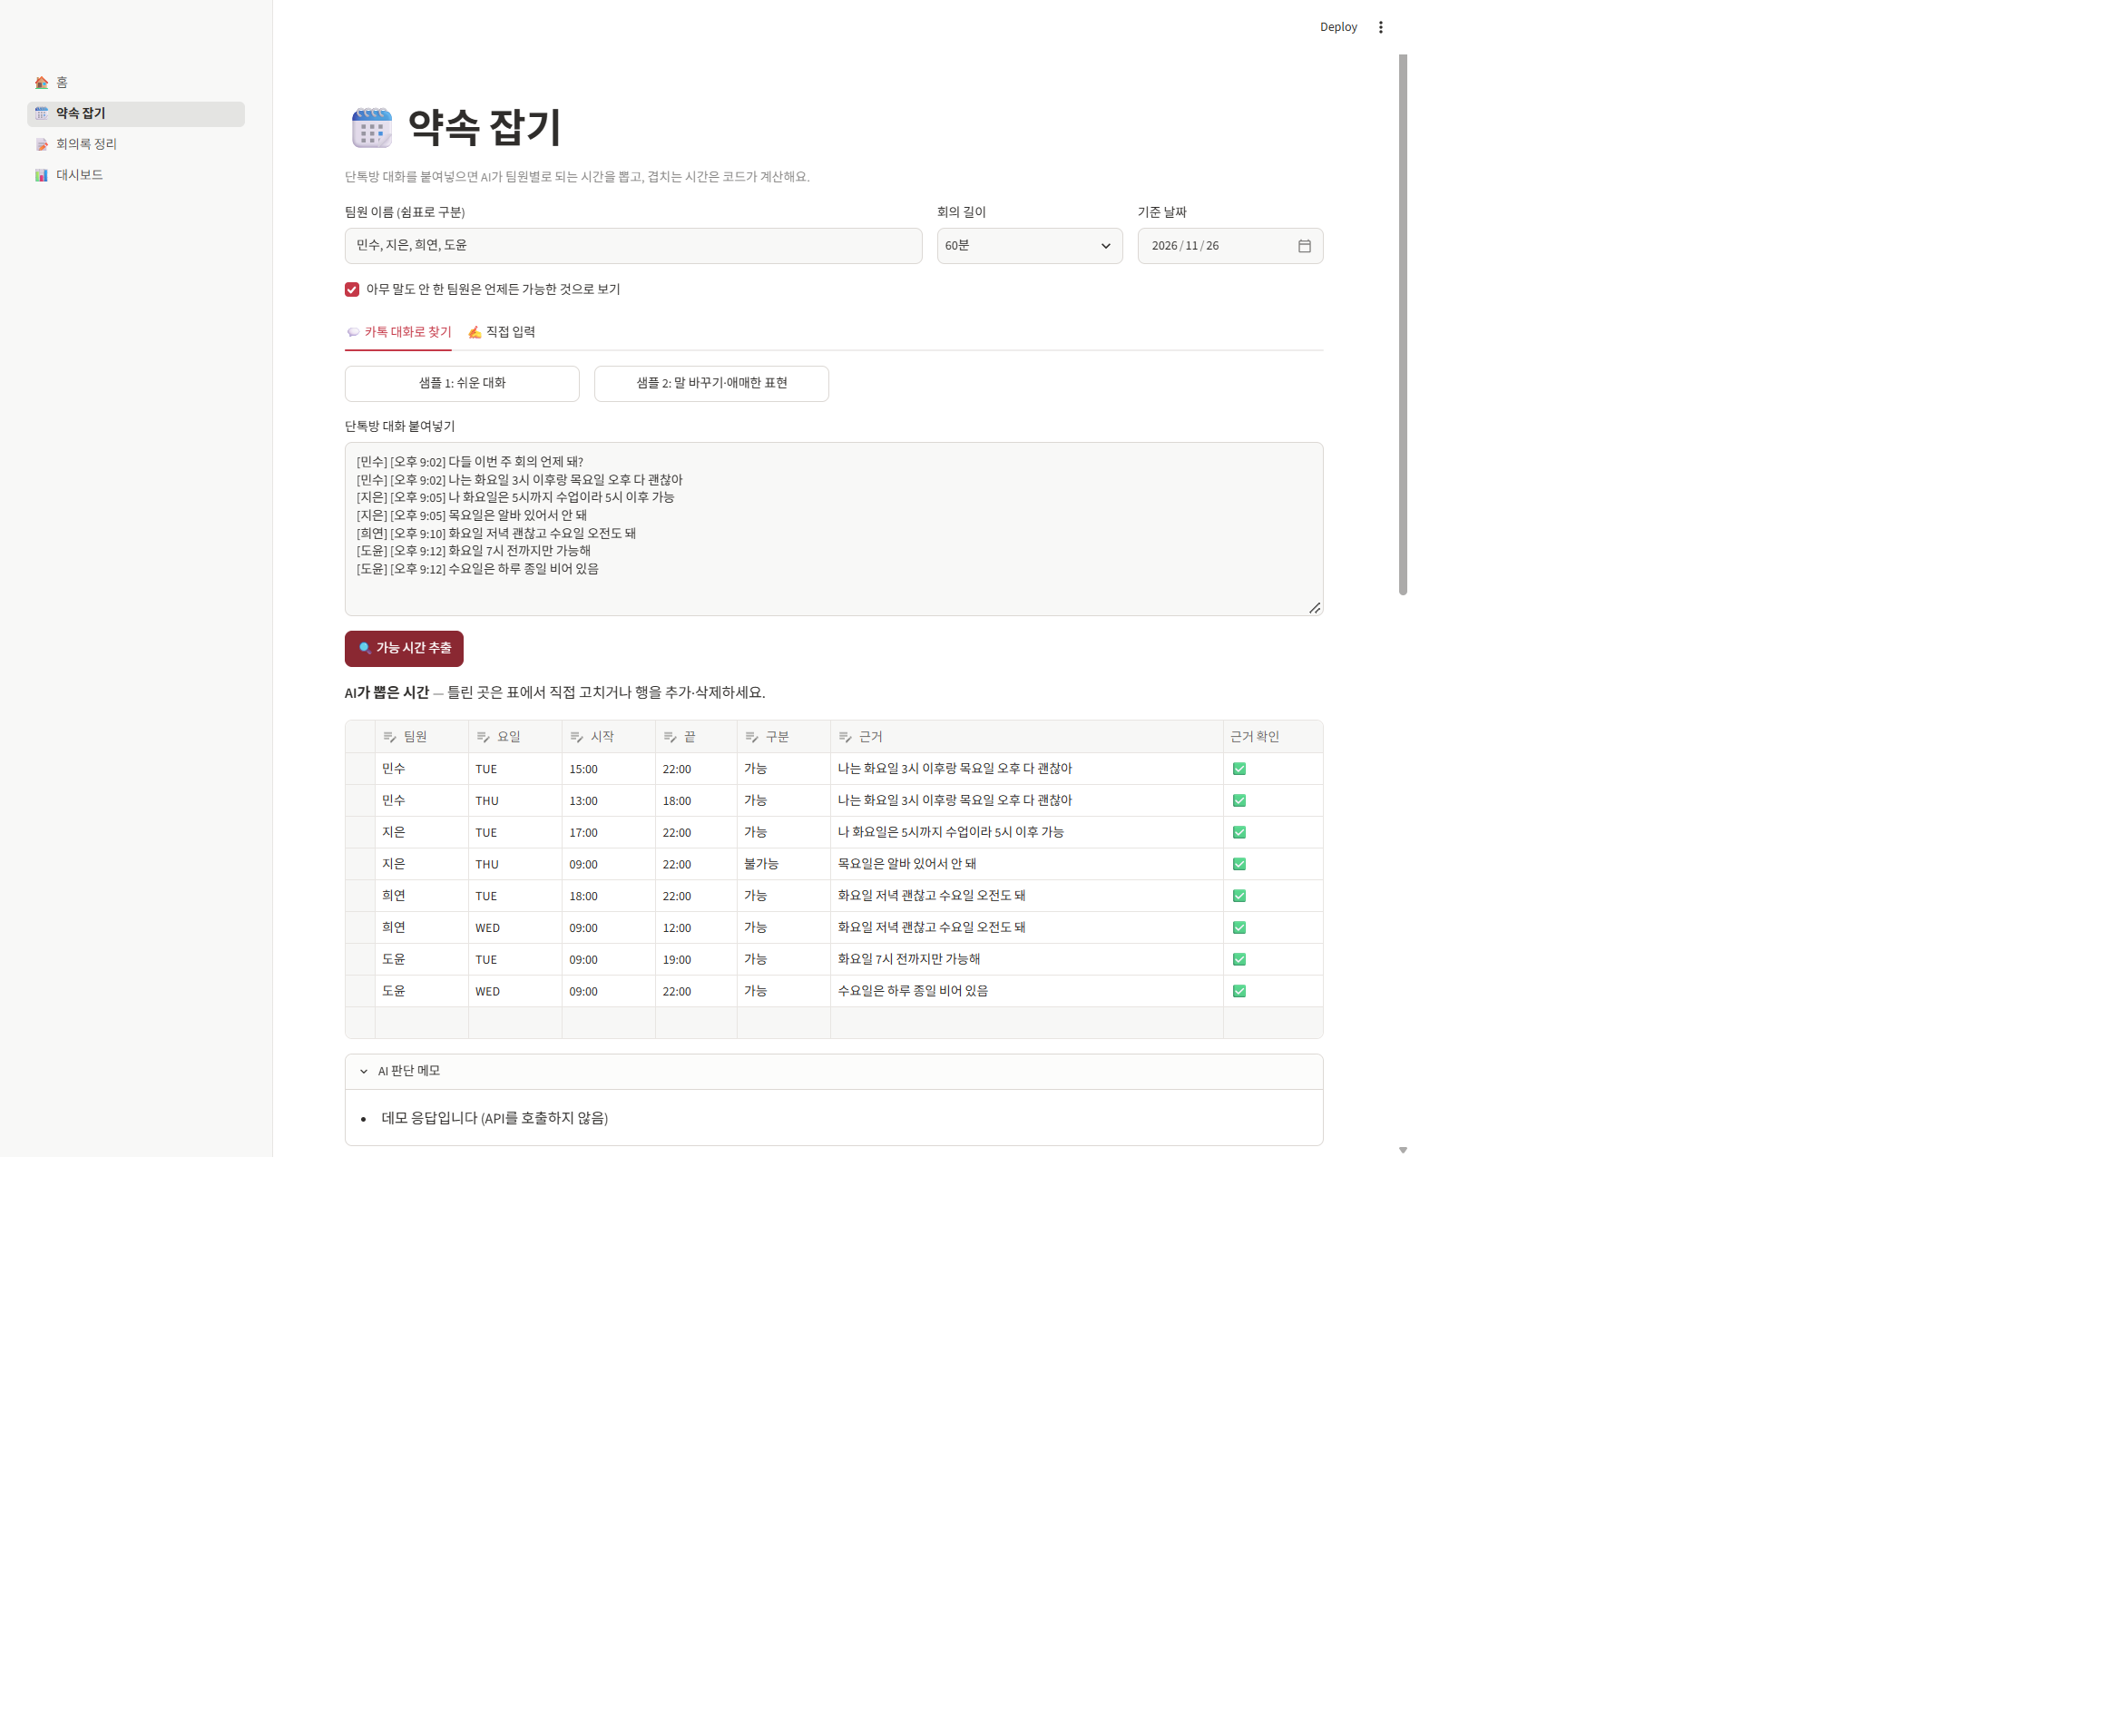 Deploy
홈
약속 잡기
회의록 정리
대시보드
약속 잡기
단톡방 대화를 붙여넣으면 AI가 팀원별로 되는 시간을 뽑고, 겹치는 시간은 코드가 계산해요.
팀원 이름 (쉼표로 구분) 회의 길이 기준 날짜
민수, 지은, 희연, 도윤 60분 2026/11/26
아무 말도 안 한 팀원은 언제든 가능한 것으로 보기
카톡 대화로 찾기 직접 입력
샘플 1: 쉬운 대화 샘플 2: 말 바꾸기·애매한 표현
단톡방 대화 붙여넣기
[민수] [오후 9:02] 다들 이번 주 회의 언제 돼?
[민수] [오후 9:02] 나는 화요일 3시 이후랑 목요일 오후 다 괜찮아
[지은] [오후 9:05] 나 화요일은 5시까지 수업이라 5시 이후 가능
[지은] [오후 9:05] 목요일은 알바 있어서 안 돼
[희연] [오후 9:10] 화요일 저녁 괜찮고 수요일 오전도 돼
[도윤] [오후 9:12] 화요일 7시 전까지만 가능해
[도윤] [오후 9:12] 수요일은 하루 종일 비어 있음
가능 시간 추출
AI가 뽑은 시간 — 틀린 곳은 표에서 직접 고치거나 행을 추가·삭제하세요.
팀원 요일 시작 끝 구분 근거 근거 확인
민수 TUE 15:00 22:00 가능 나는 화요일 3시 이후랑 목요일 오후 다 괜찮아
민수 THU 13:00 18:00 가능 나는 화요일 3시 이후랑 목요일 오후 다 괜찮아
지은 TUE 17:00 22:00 가능 나 화요일은 5시까지 수업이라 5시 이후 가능
지은 THU 09:00 22:00 불가능 목요일은 알바 있어서 안 돼
희연 TUE 18:00 22:00 가능 화요일 저녁 괜찮고 수요일 오전도 돼
희연 WED 09:00 12:00 가능 화요일 저녁 괜찮고 수요일 오전도 돼
도윤 TUE 09:00 19:00 가능 화요일 7시 전까지만 가능해
도윤 WED 09:00 22:00 가능 수요일은 하루 종일 비어 있음
AI 판단 메모
• 데모 응답입니다 (API를 호출하지 않음)